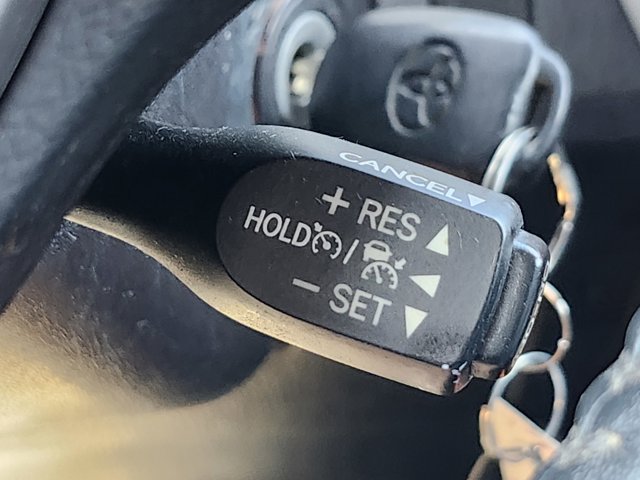 CANCEL▼
+ RES ▲
HOLD / ◀
− SET ▼